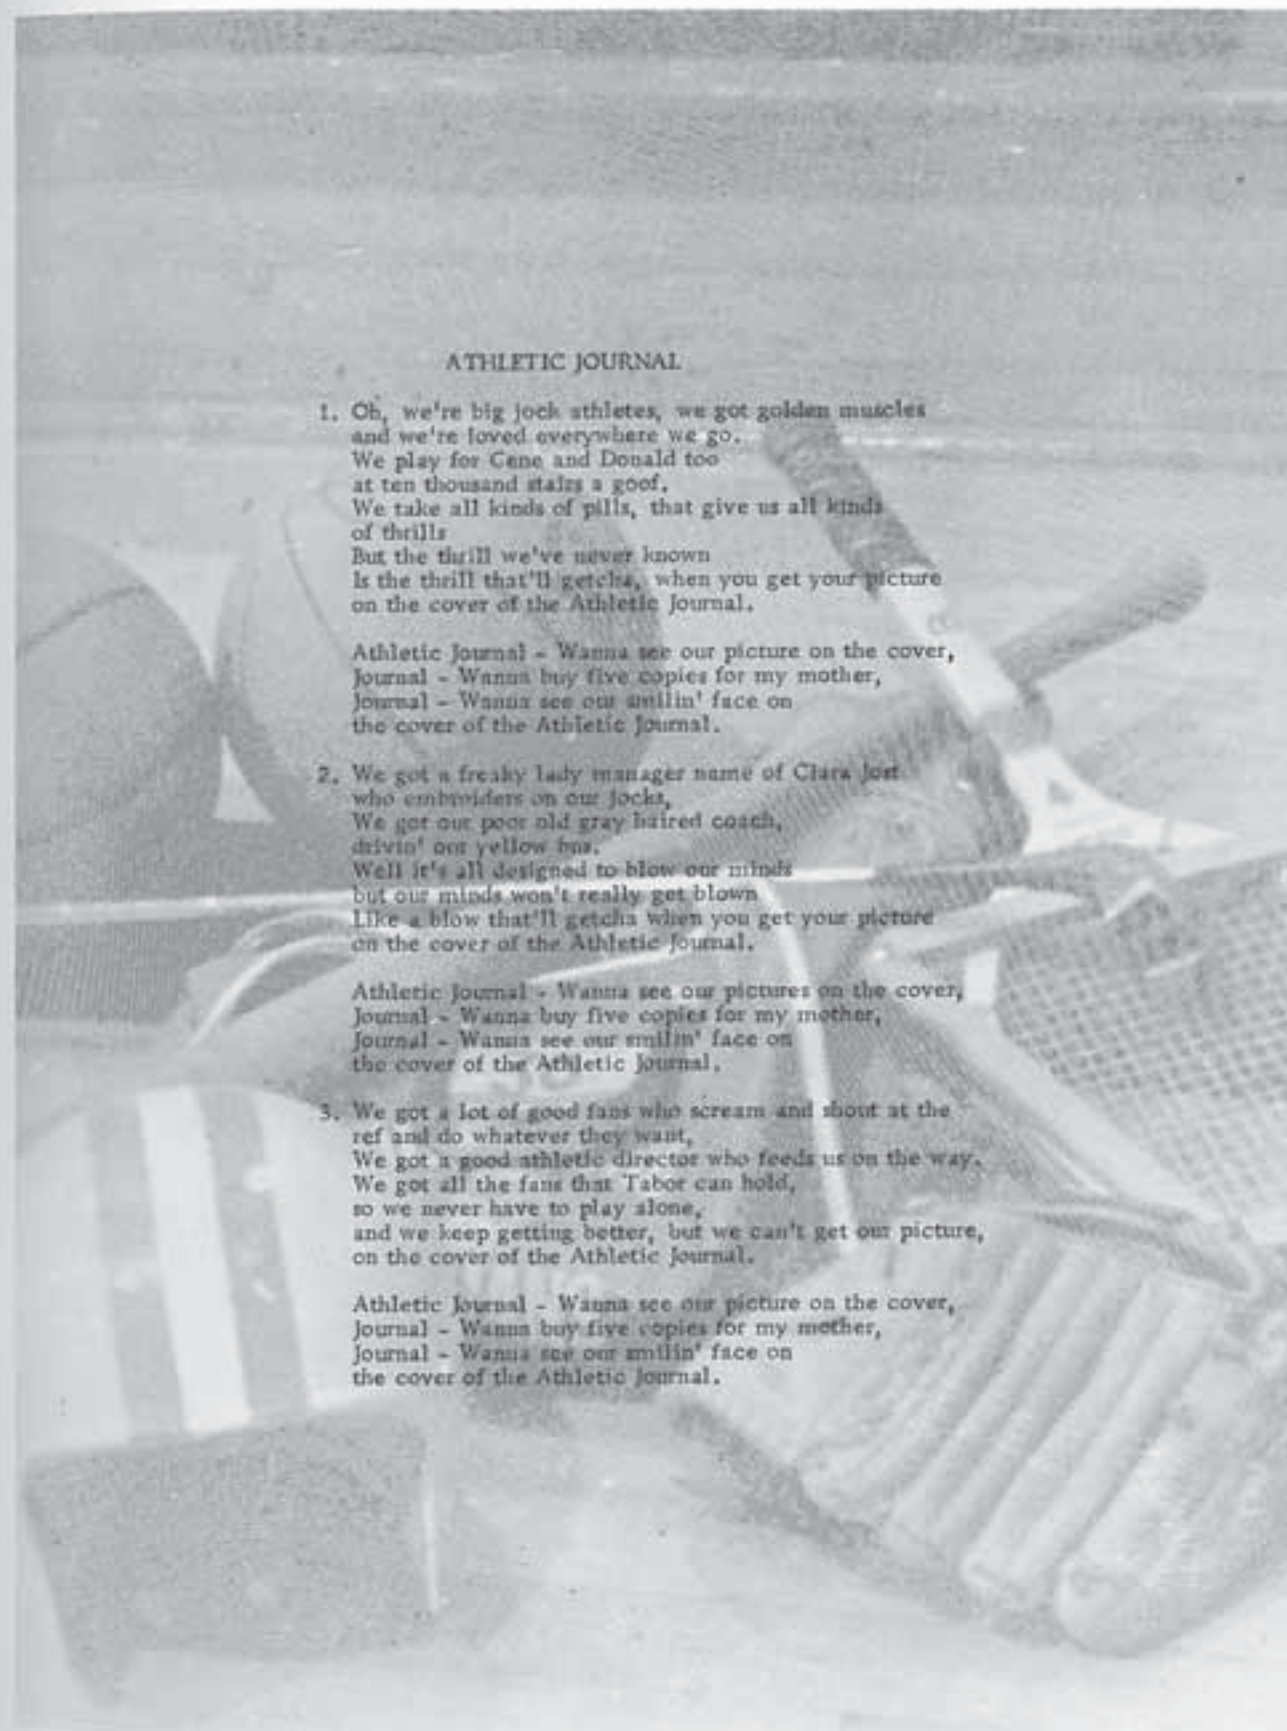 ATHLETIC JOURNAL
1. Oh, we're big jock athletes, we got golden muscles
and we're loved everywhere we go.
We play for Gene and Donald too
at ten thousand stairs a goof.
We take all kinds of pills, that give us all kinds
of thrills
But the thrill we've never known
Is the thrill that'll getcha, when you get your picture
on the cover of the Athletic Journal.
Athletic Journal - Wanna see our picture on the cover,
Journal - Wanna buy five copies for my mother,
Journal - Wanna see our smilin' face on
the cover of the Athletic Journal.
2. We got a freaky lady manager name of Clara Jost
who embroiders on our jocks,
We got our poor old gray haired coach,
drivin' our yellow bus.
Well it's all designed to blow our minds
but our minds won't really get blown
Like a blow that'll getcha when you get your picture
on the cover of the Athletic Journal.
Athletic Journal - Wanna see our pictures on the cover,
Journal - Wanna buy five copies for my mother,
Journal - Wanna see our smilin' face on
the cover of the Athletic Journal.
3. We got a lot of good fans who scream and shout at the
ref and do whatever they want,
We got a good athletic director who feeds us on the way.
We got all the fans that Tabor can hold,
so we never have to play alone,
and we keep getting better, but we can't get our picture,
on the cover of the Athletic Journal.
Athletic Journal - Wanna see our picture on the cover,
Journal - Wanna buy five copies for my mother,
Journal - Wanna see our smilin' face on
the cover of the Athletic Journal.